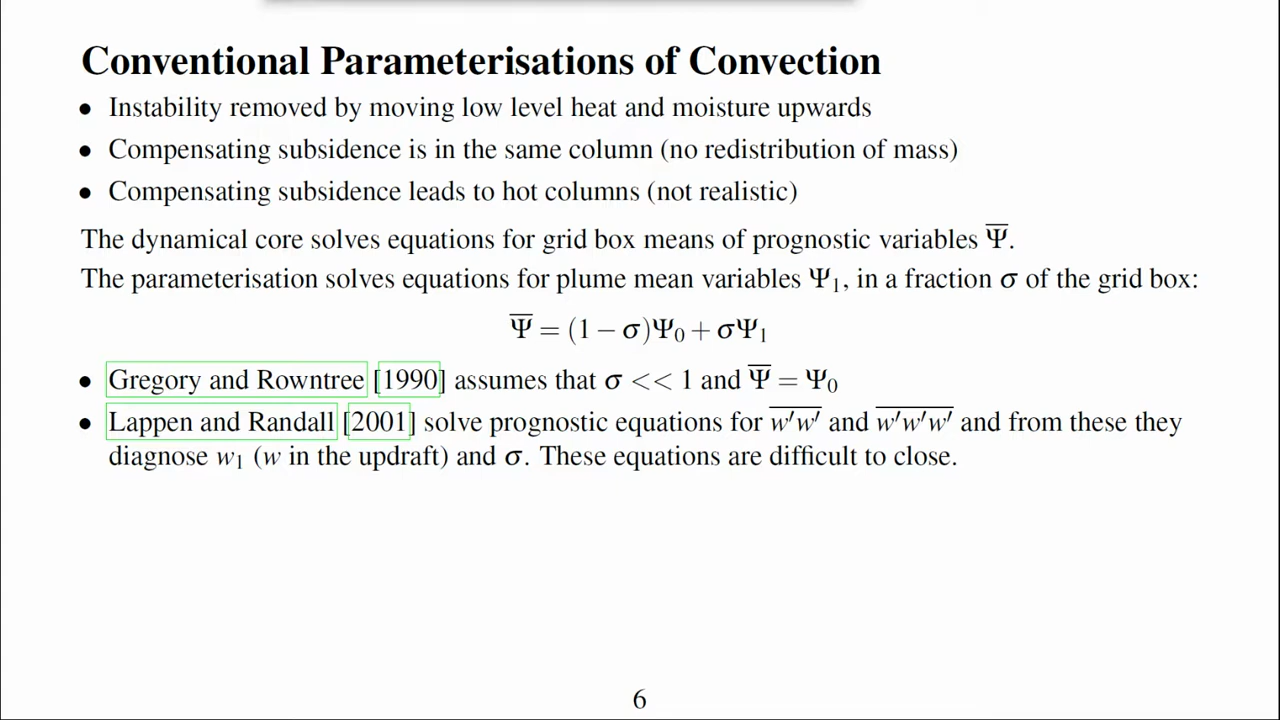 Conventional Parameterisations of Convection
• Instability removed by moving low level heat and moisture upwards
• Compensating subsidence is in the same column (no redistribution of mass)
• Compensating subsidence leads to hot columns (not realistic)
The dynamical core solves equations for grid box means of prognostic variables Ψ̅.
The parameterisation solves equations for plume mean variables Ψ₁, in a fraction σ of the grid box:
Ψ̅ = (1 − σ)Ψ₀ + σΨ₁
• Gregory and Rowntree [1990] assumes that σ << 1 and Ψ̅ = Ψ₀
• Lappen and Randall [2001] solve prognostic equations for w̅′w̅′ and w̅′w̅′w̅′ and from these they
diagnose w₁ (w in the updraft) and σ. These equations are difficult to close.
6